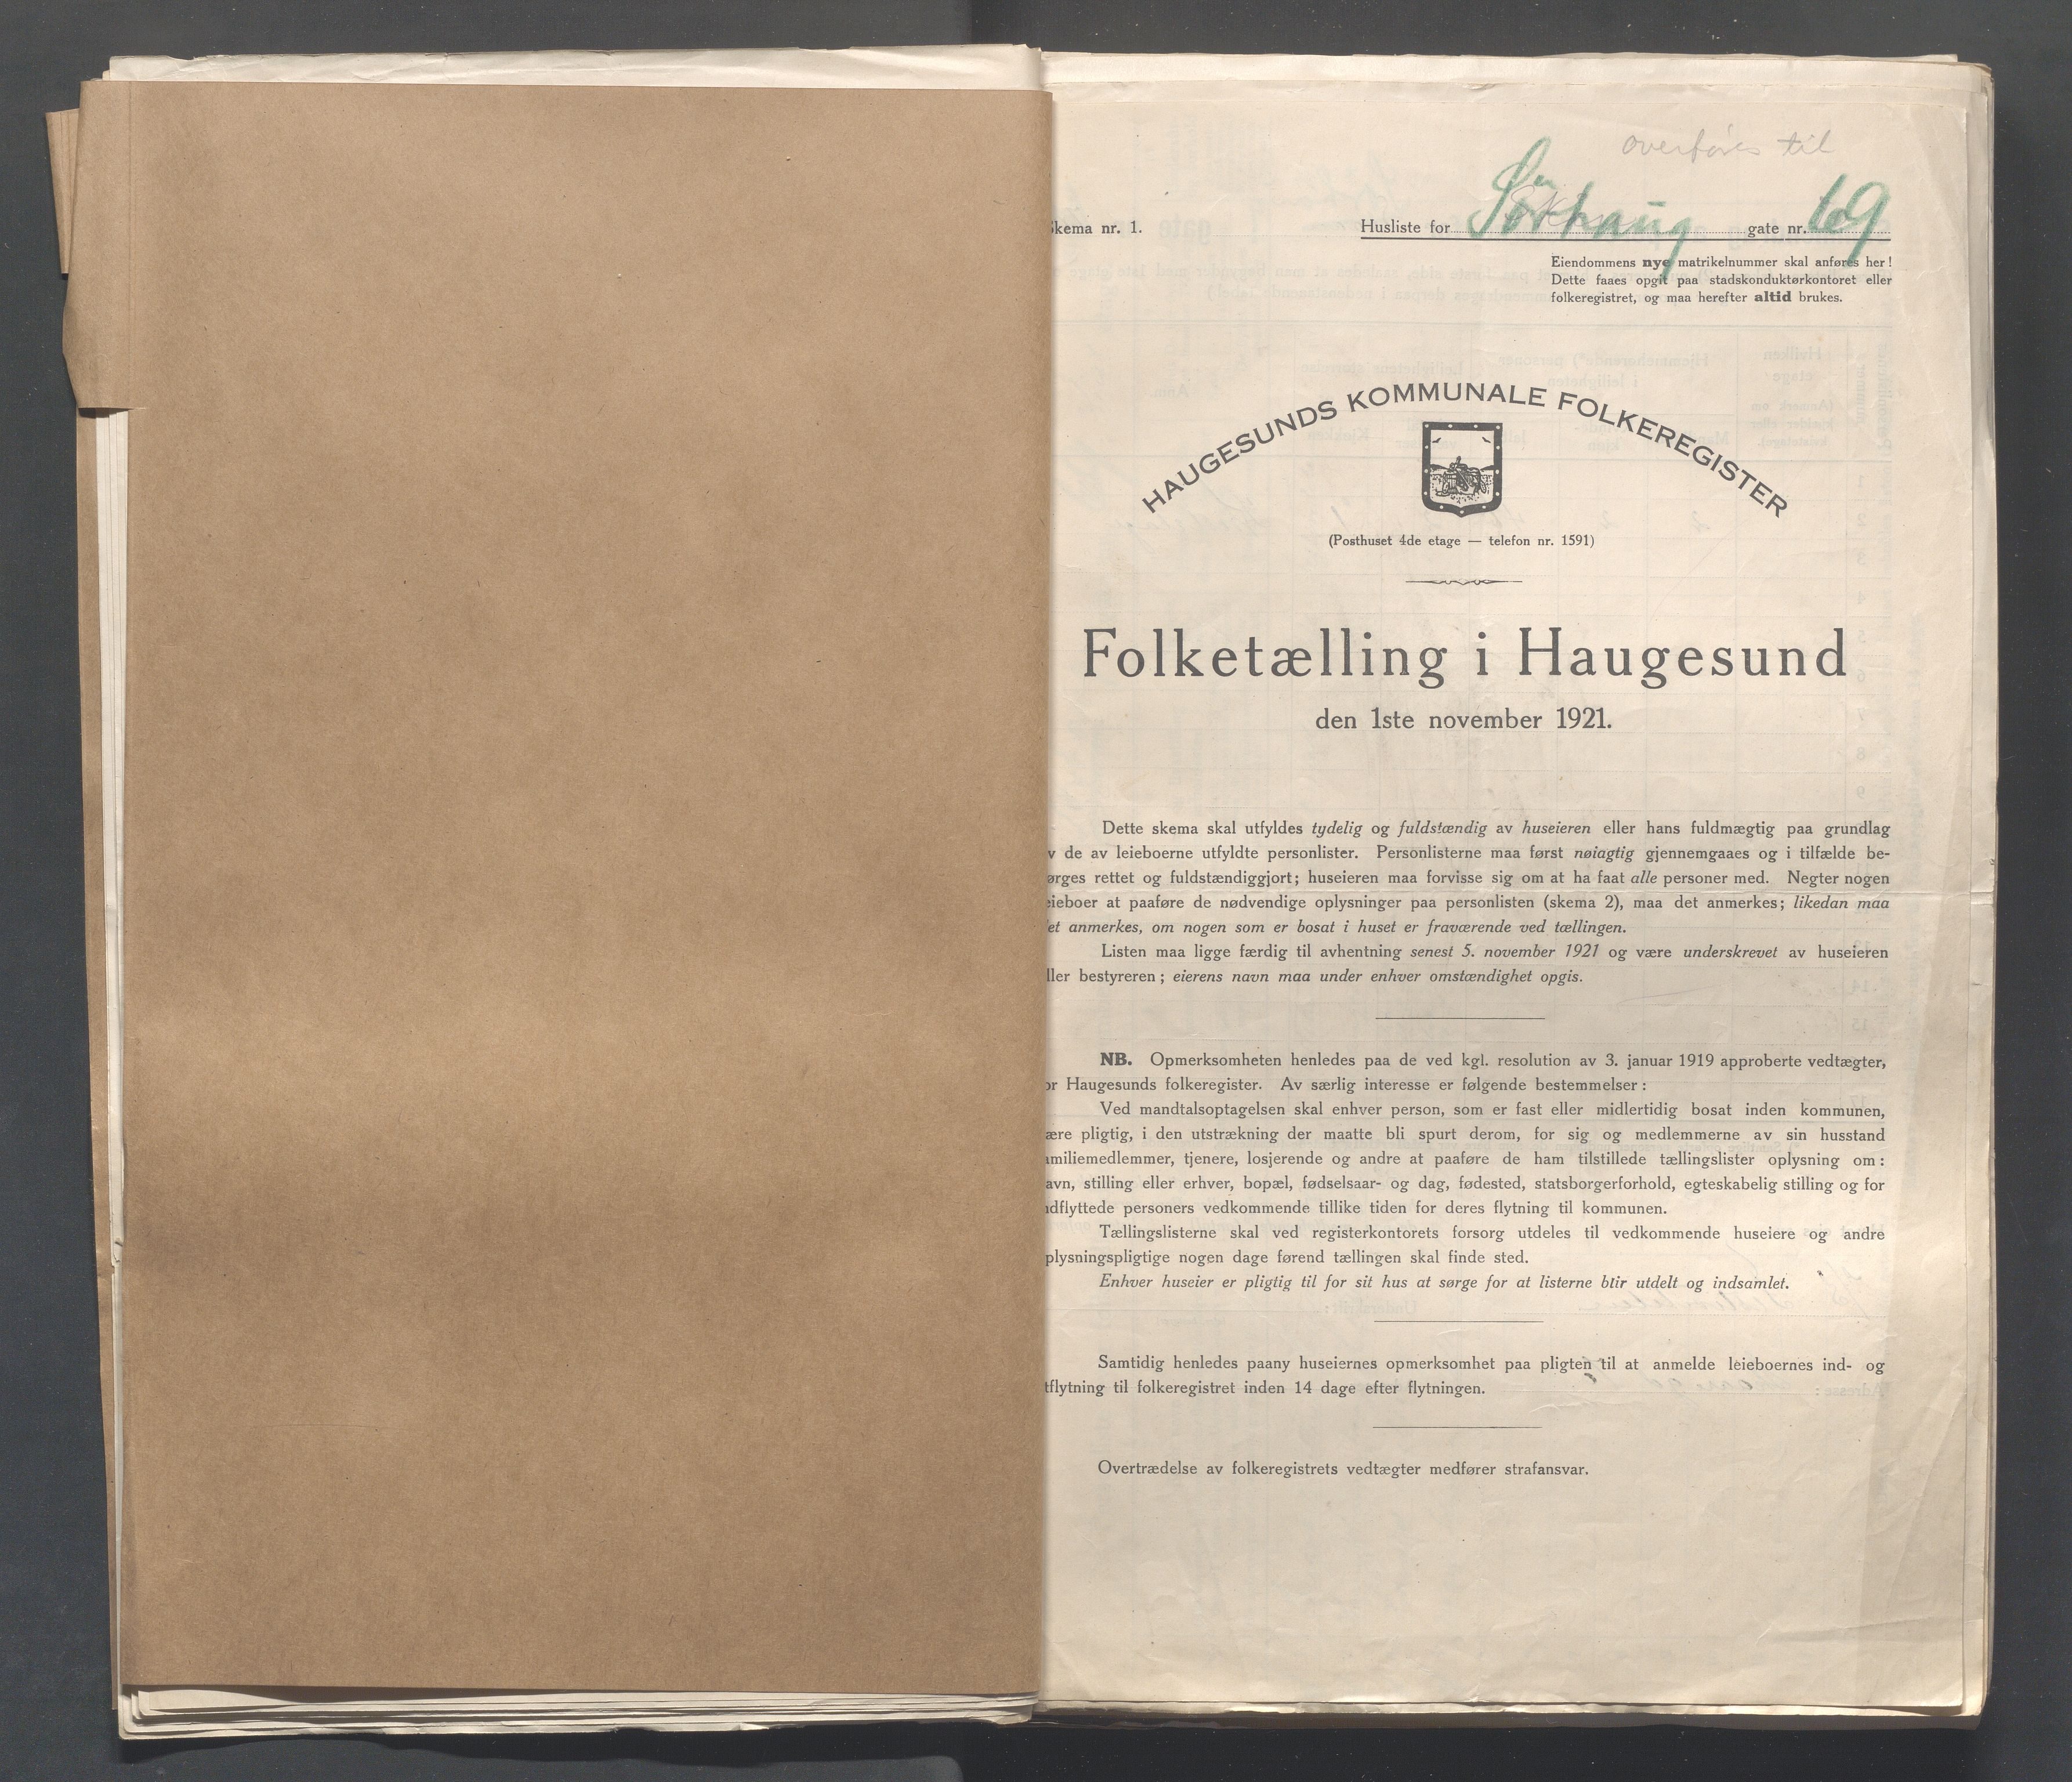 overføres til
Skema nr. 1.
Husliste for Sørhaug gate nr. 69
Eiendommens nye matrikelnummer skal anføres her!
Dette faaes opgit paa stadskonduktørkontoret eller
folkeregistret, og maa herefter altid brukes.
HAUGESUNDS KOMMUNALE FOLKEREGISTER
(Posthuset 4de etage — telefon nr. 1591)
Folketælling i Haugesund
den 1ste november 1921.
Dette skema skal utfyldes tydelig og fuldstændig av huseieren eller hans fuldmægtig paa grundlag
v de av leieboerne utfyldte personlister. Personlisterne maa først nøiagtig gjennemgaaes og i tilfælde be-
ørges rettet og fuldstændiggjort; huseieren maa forvisse sig om at ha faat alle personer med. Negter nogen
eieboer at paaføre de nødvendige oplysninger paa personlisten (skema 2), maa det anmerkes; likedan maa
et anmerkes, om nogen som er bosat i huset er fraværende ved tællingen.
Listen maa ligge færdig til avhentning senest 5. november 1921 og være underskrevet av huseieren
ller bestyreren; eierens navn maa under enhver omstændighet opgis.
NB. Opmerksomheten henledes paa de ved kgl. resolution av 3. januar 1919 approberte vedtægter,
or Haugesunds folkeregister. Av særlig interesse er følgende bestemmelser:
Ved mandtalsoptagelsen skal enhver person, som er fast eller midlertidig bosat inden kommunen,
ære pligtig, i den utstrækning der maatte bli spurt derom, for sig og medlemmerne av sin husstand
amiliemedlemmer, tjenere, losjerende og andre at paaføre de ham tilstillede tællingslister oplysning om:
avn, stilling eller erhver, bopæl, fødselsaar- og dag, fødested, statsborgerforhold, egteskabelig stilling og for
ndflyttede personers vedkommende tillike tiden for deres flytning til kommunen.
Tællingslisterne skal ved registerkontorets forsorg utdeles til vedkommende huseiere og andre
plysningspligtige nogen dage førend tællingen skal finde sted.
Enhver huseier er pligtig til for sit hus at sørge for at listerne blir utdelt og indsamlet.
Samtidig henledes paany huseiernes opmerksomhet paa pligten til at anmelde leieboernes ind- og
tflytning til folkeregistret inden 14 dage efter flytningen.
Overtrædelse av folkeregistrets vedtægter medfører strafansvar.